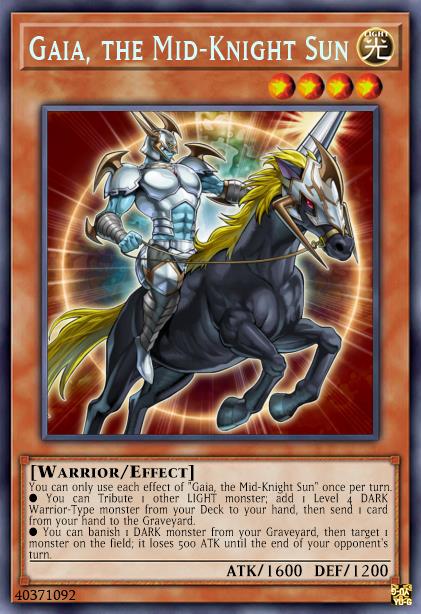 Gaia, the Mid-Knight Sun
LIGHT
光
[Warrior/Effect]
You can only use each effect of "Gaia, the Mid-Knight Sun" once per turn.
● You can Tribute 1 other LIGHT monster; add 1 Level 4 DARK
Warrior-Type monster from your Deck to your hand, then send 1 card
from your hand to the Graveyard.
● You can banish 1 DARK monster from your Graveyard, then target 1
monster on the field; it loses 500 ATK until the end of your opponent's
turn.
ATK/1600 DEF/1200
40371092